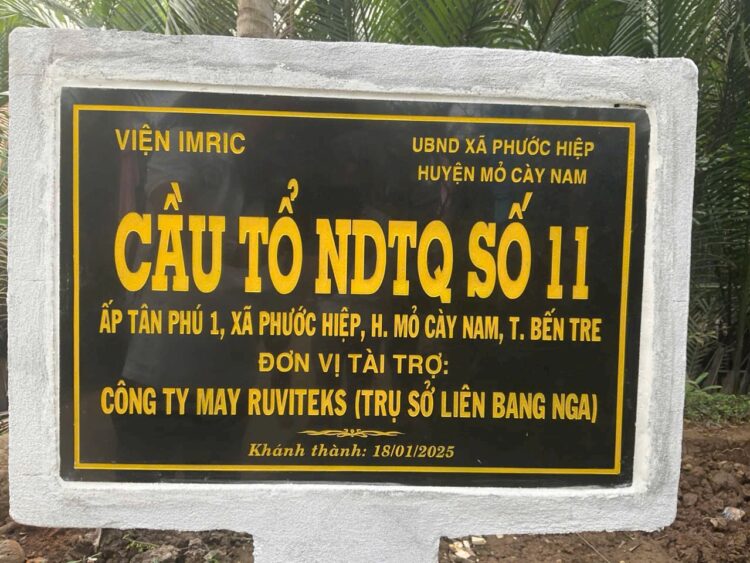 VIỆN IMRIC
UBND XÃ PHƯỚC HIỆP
HUYỆN MỎ CÀY NAM
CẦU TỔ NDTQ SỐ 11
ẤP TÂN PHÚ 1, XÃ PHƯỚC HIỆP, H. MỎ CÀY NAM, T. BẾN TRE
ĐƠN VỊ TÀI TRỢ:
CÔNG TY MAY RUVITEKS (TRỤ SỞ LIÊN BANG NGA)
Khánh thành: 18/01/2025